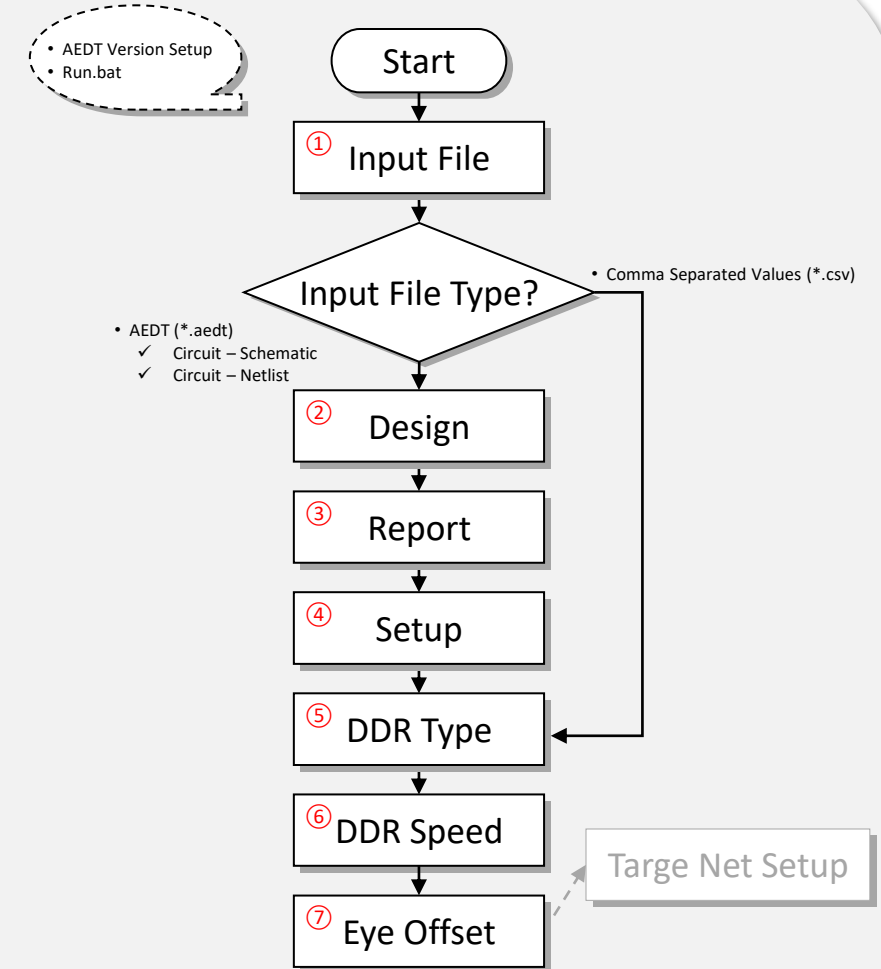 • AEDT Version Setup
• Run.bat
Start
① Input File
Input File Type?
• Comma Separated Values (*.csv)
• AEDT (*.aedt)
✓ Circuit – Schematic
✓ Circuit – Netlist
② Design
③ Report
④ Setup
⑤ DDR Type
⑥ DDR Speed
Targe Net Setup
⑦ Eye Offset